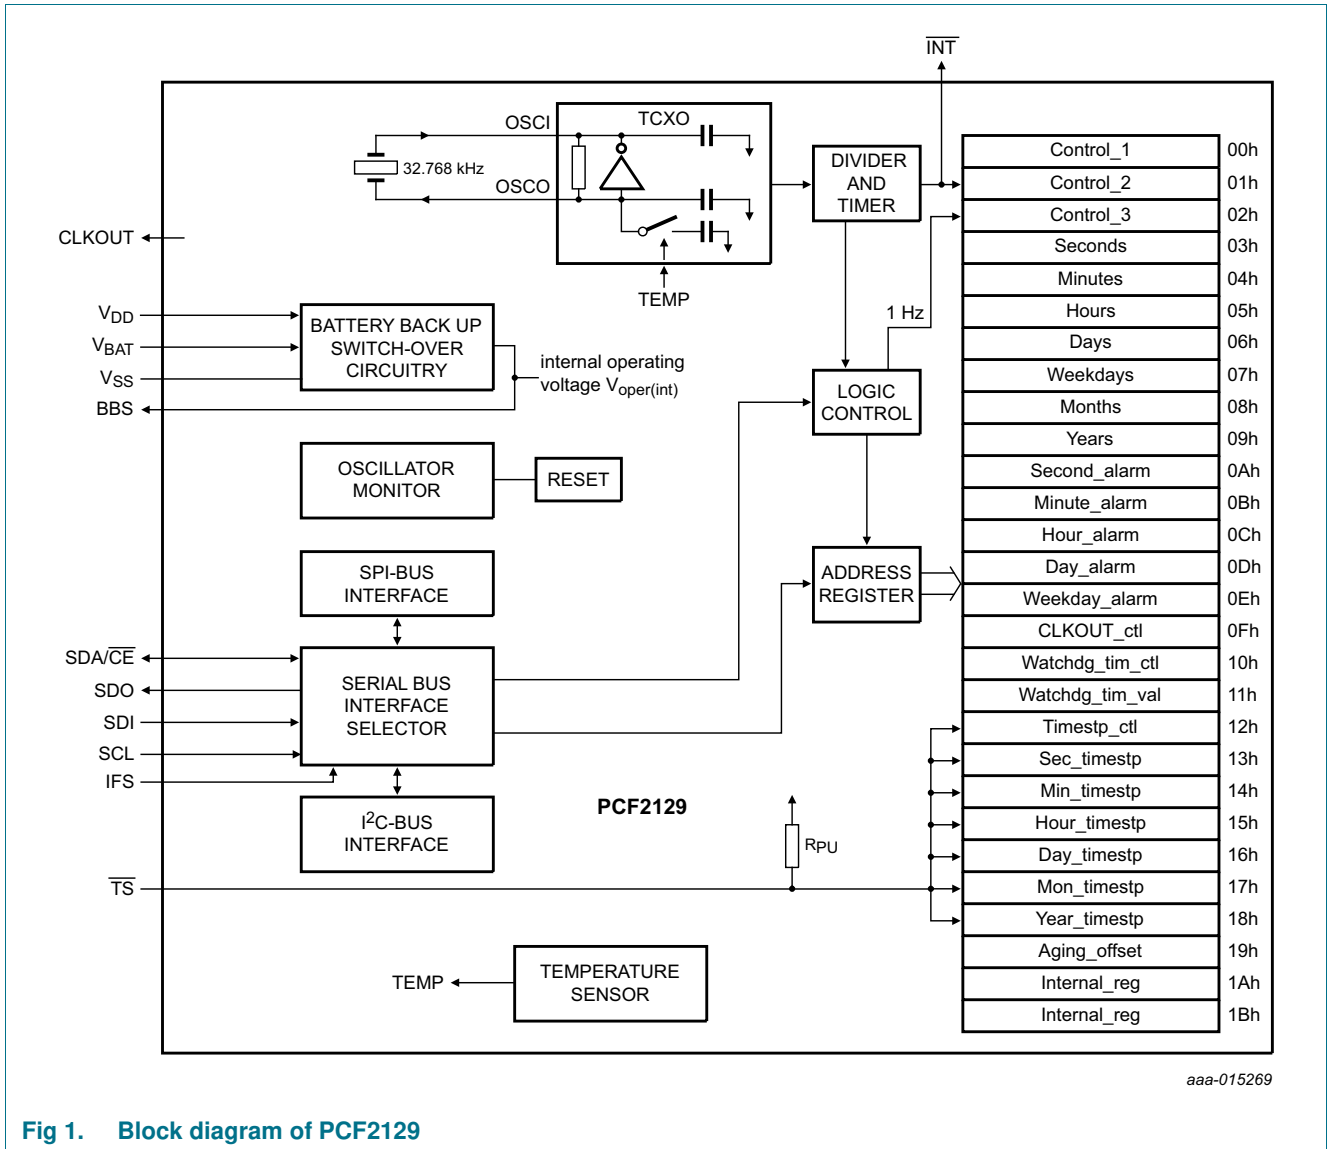 INT
OSCI
TCXO
32.768 kHz
OSCO
TEMP
DIVIDER
AND
TIMER
CLKOUT
VDD
VBAT
VSS
BBS
BATTERY BACK UP
SWITCH-OVER
CIRCUITRY
internal operating
voltage Voper(int)
1 Hz
LOGIC
CONTROL
OSCILLATOR
MONITOR
RESET
SPI-BUS
INTERFACE
ADDRESS
REGISTER
SDA/CE
SDO
SDI
SCL
IFS
SERIAL BUS
INTERFACE
SELECTOR
I2C-BUS
INTERFACE
PCF2129
RPU
TS
TEMP
TEMPERATURE
SENSOR
Control_1 00h
Control_2 01h
Control_3 02h
Seconds 03h
Minutes 04h
Hours 05h
Days 06h
Weekdays 07h
Months 08h
Years 09h
Second_alarm 0Ah
Minute_alarm 0Bh
Hour_alarm 0Ch
Day_alarm 0Dh
Weekday_alarm 0Eh
CLKOUT_ctl 0Fh
Watchdg_tim_ctl 10h
Watchdg_tim_val 11h
Timestp_ctl 12h
Sec_timestp 13h
Min_timestp 14h
Hour_timestp 15h
Day_timestp 16h
Mon_timestp 17h
Year_timestp 18h
Aging_offset 19h
Internal_reg 1Ah
Internal_reg 1Bh
aaa-015269
Fig 1. Block diagram of PCF2129